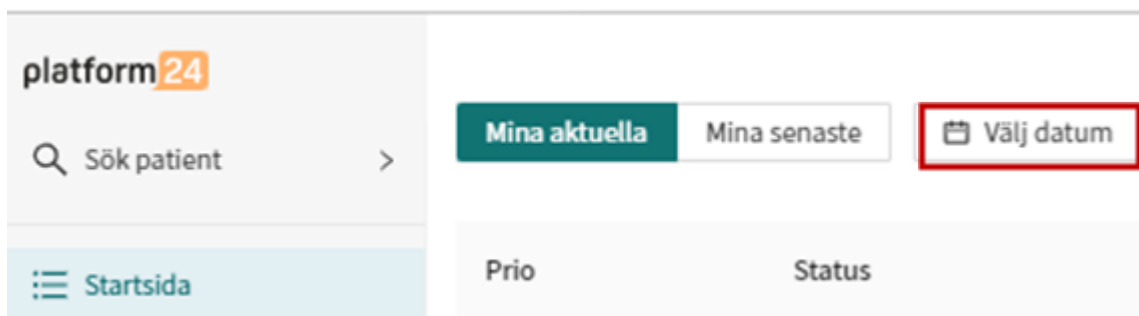 platform24
Sök patient
Startsida
Mina aktuella
Mina senaste
Välj datum
Prio
Status